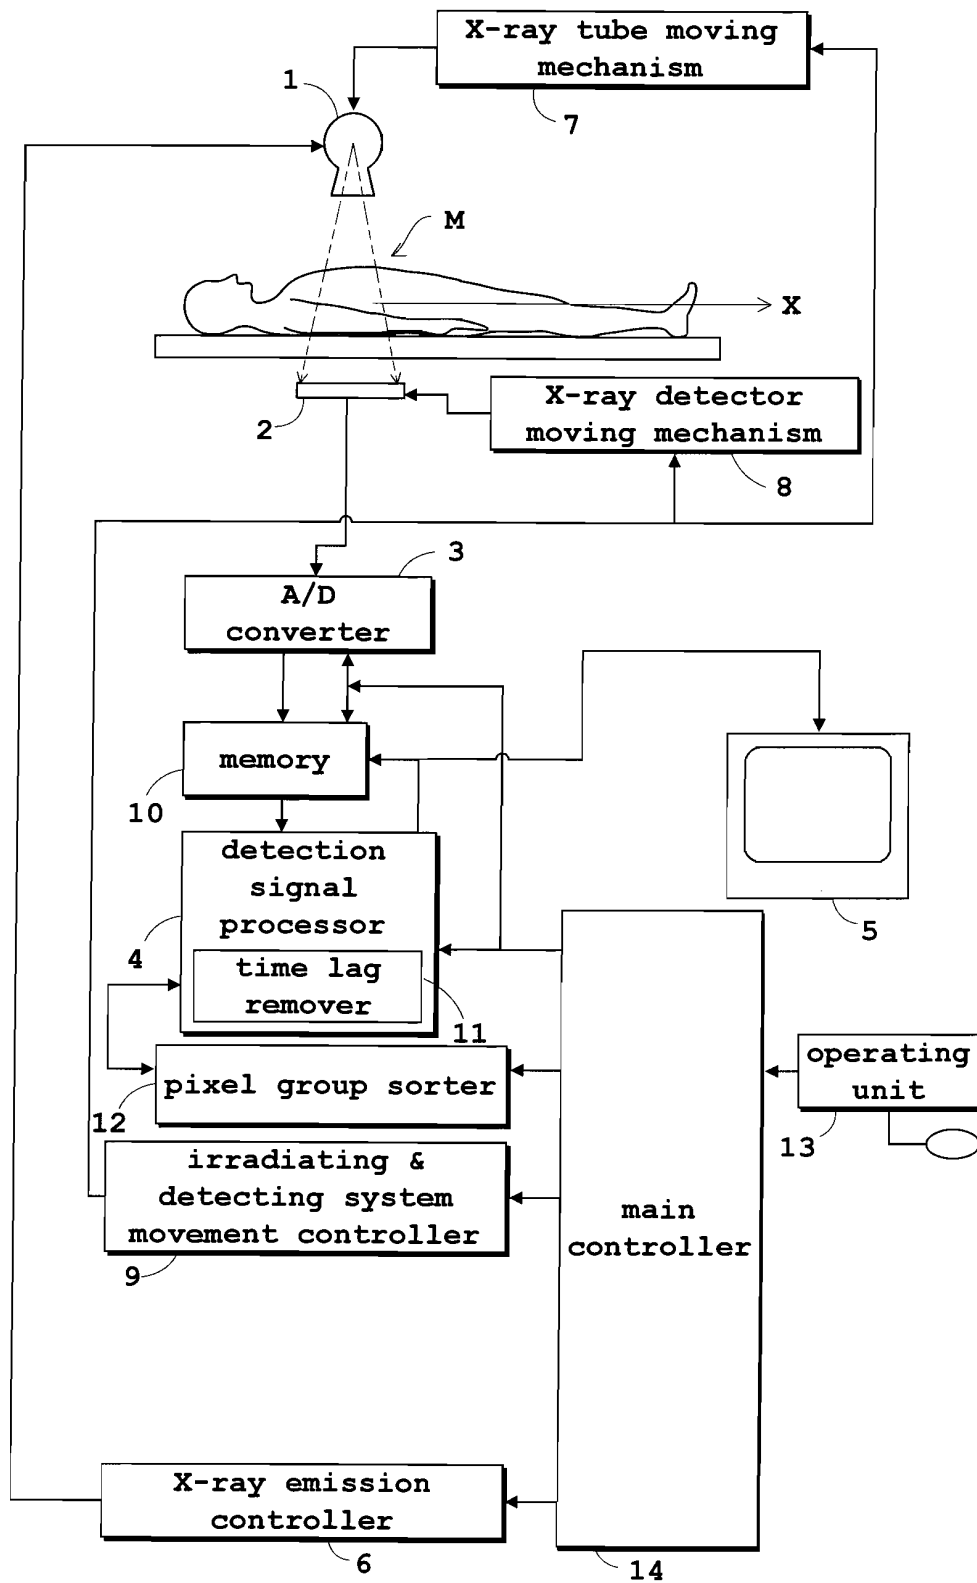 X-ray tube moving
mechanism
1
7
M
X
X-ray detector
moving mechanism
2
8
3
A/D
converter
memory
10
detection
signal
processor
4
time lag
remover
11
5
pixel group sorter
12
operating
unit
13
irradiating &
detecting system
movement controller
9
main
controller
X-ray emission
controller
6
14